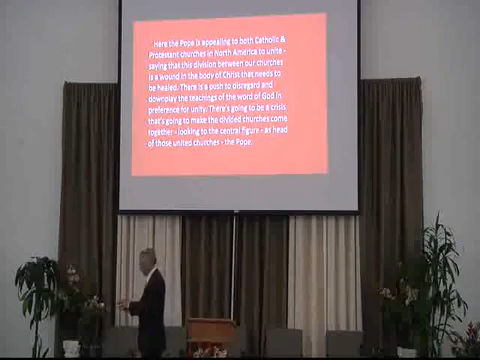 Here the Pope is appealing to both Catholic &
Protestant churches in North America to unite -
saying that this division between our churches
is a wound in the body of Christ that needs to
be healed. There is a push to disregard and
downplay the teachings of the word of God in
preference for unity. There's going to be a crisis
that's going to make the divided churches come
together - looking to the central figure - as head
of those united churches - the Pope.